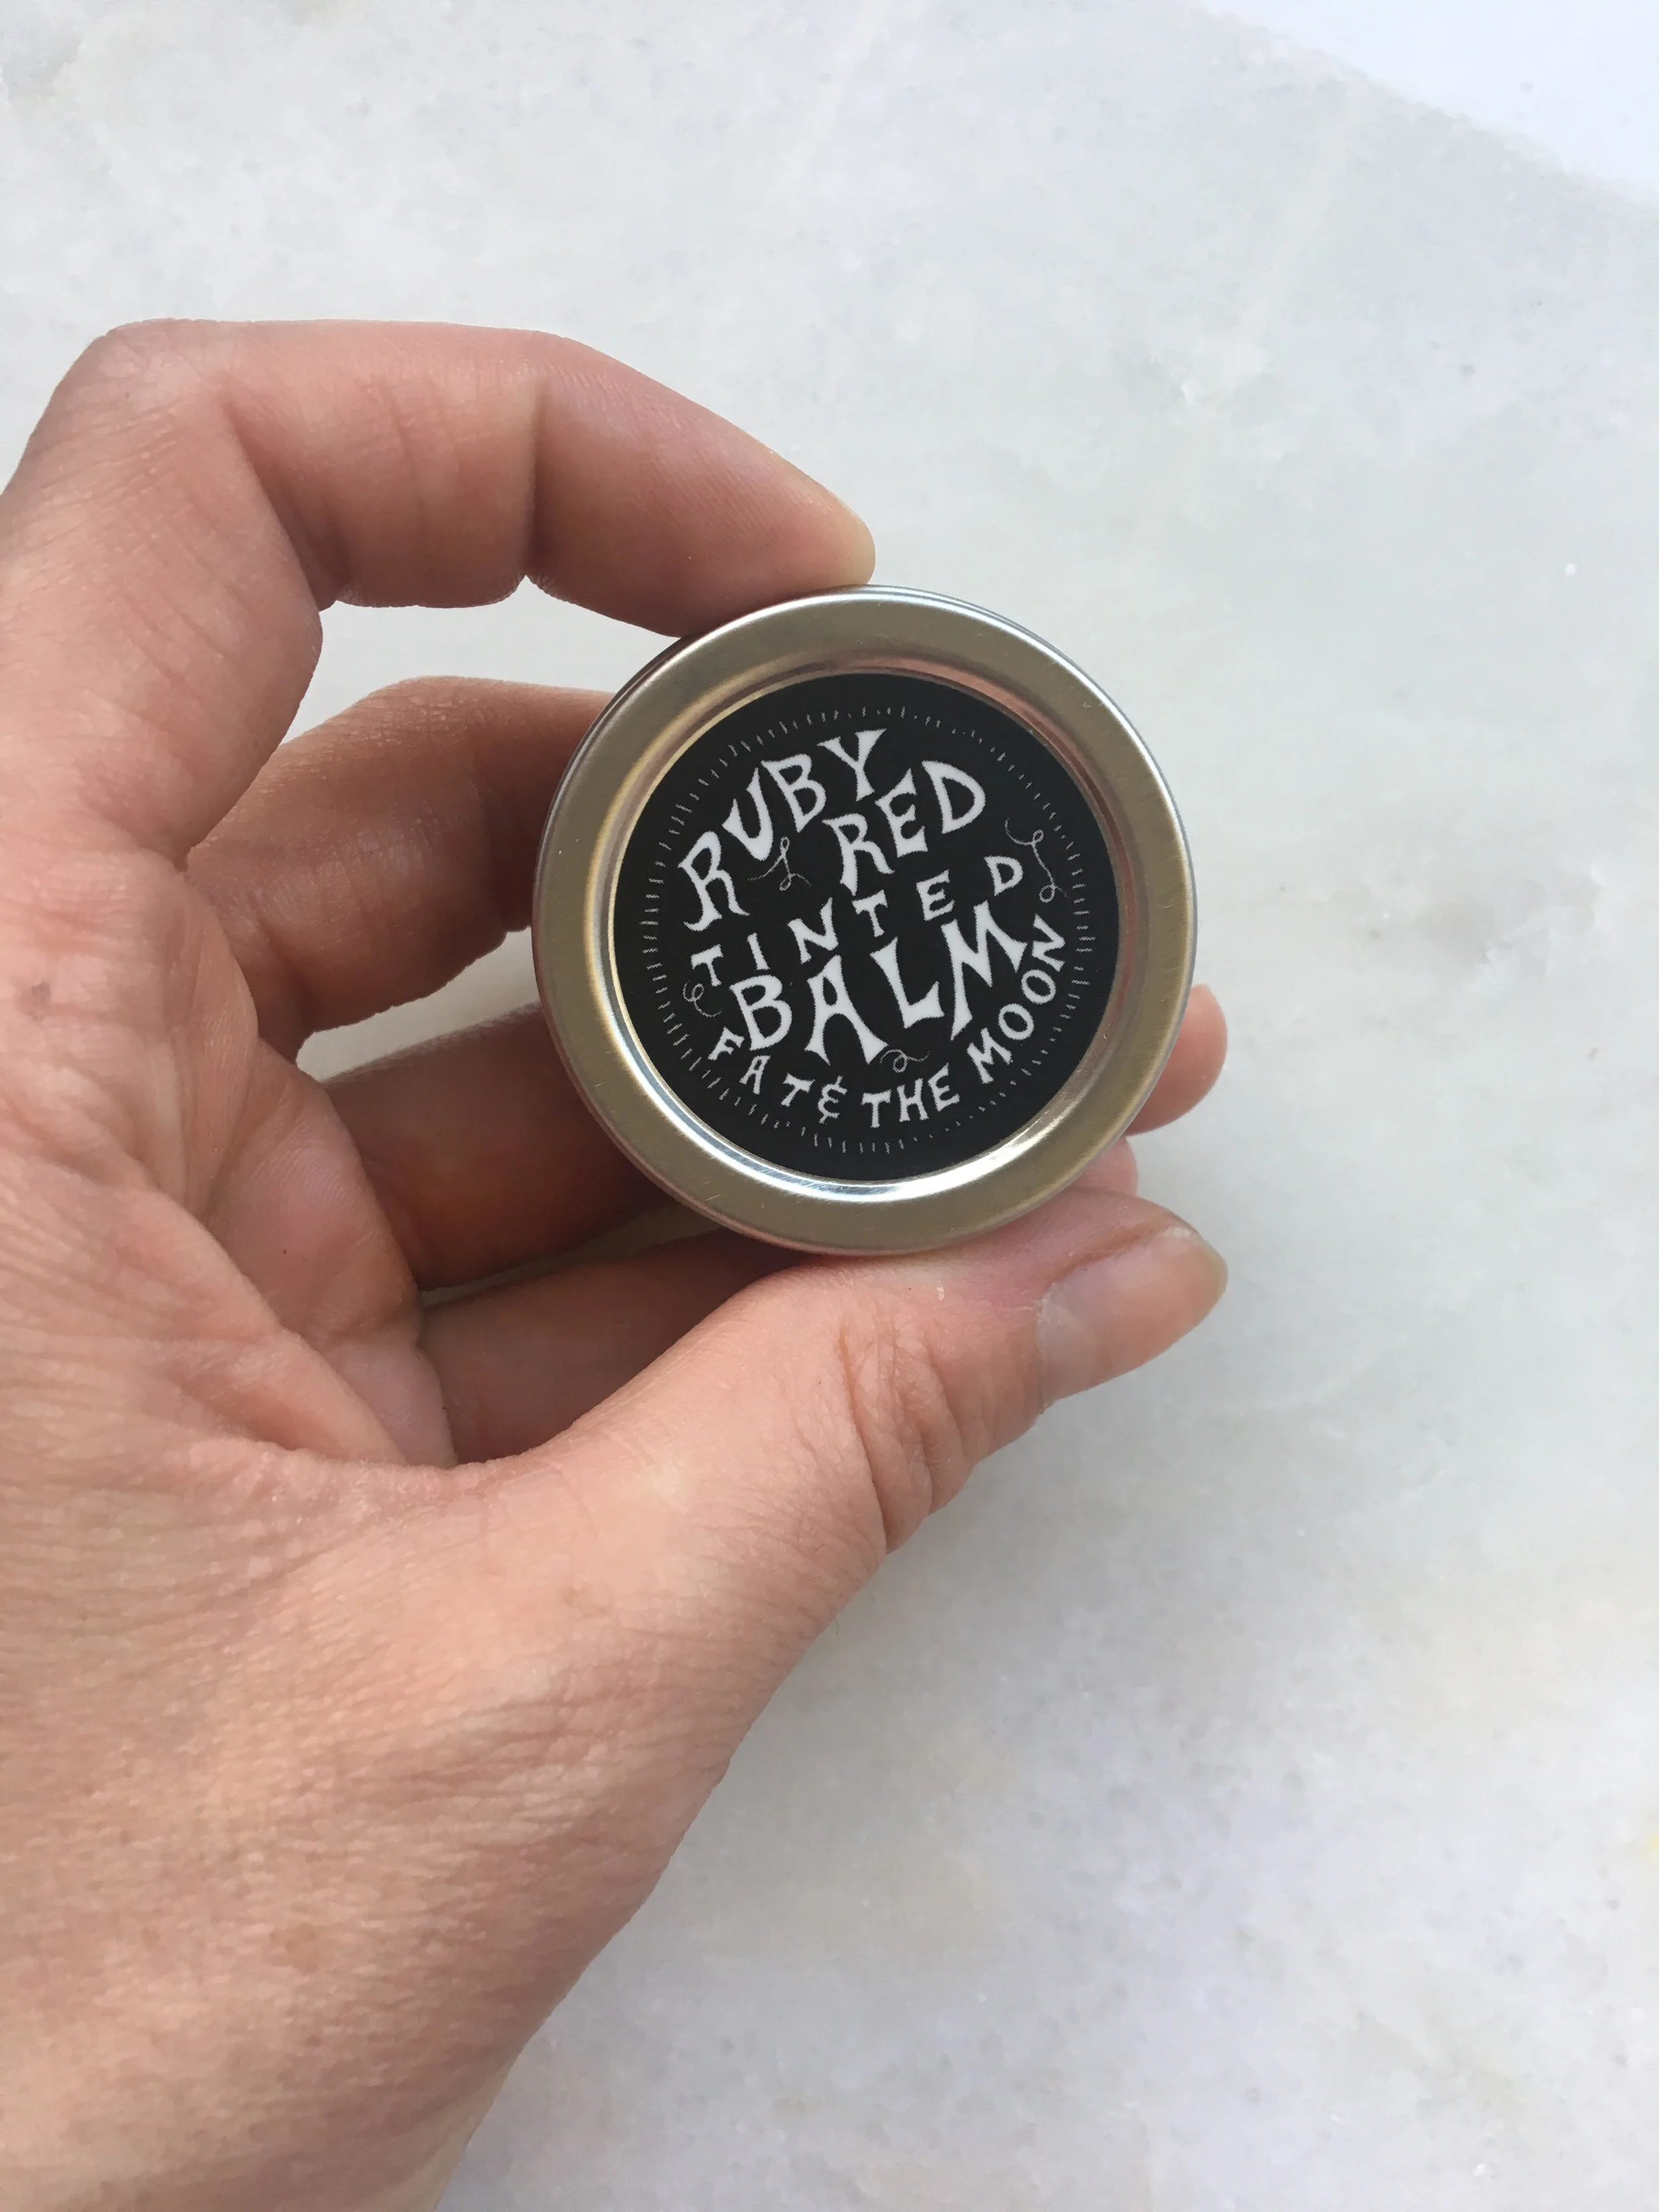 RUBY
RED
TINTED
BALM
FAT & THE MOON